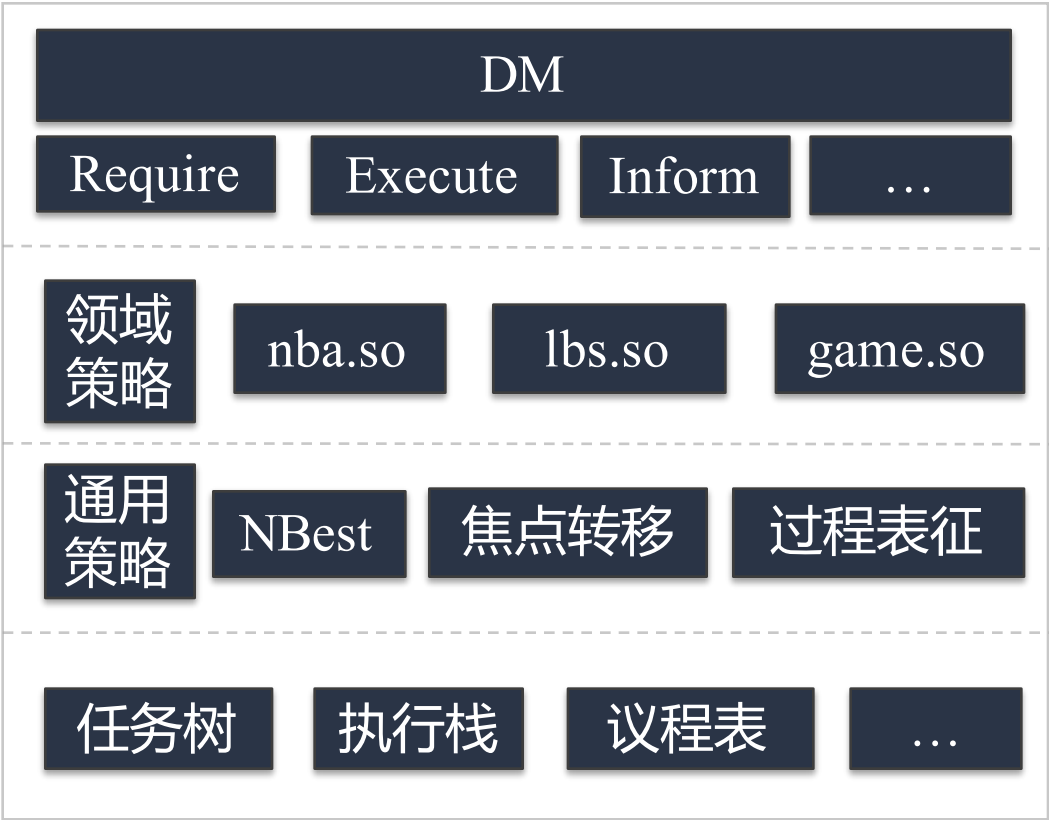 DM
Require
Execute
Inform
...
领域
策略
nba.so
lbs.so
game.so
通用
策略
NBest
焦点转移
过程表征
任务树
执行栈
议程表
...